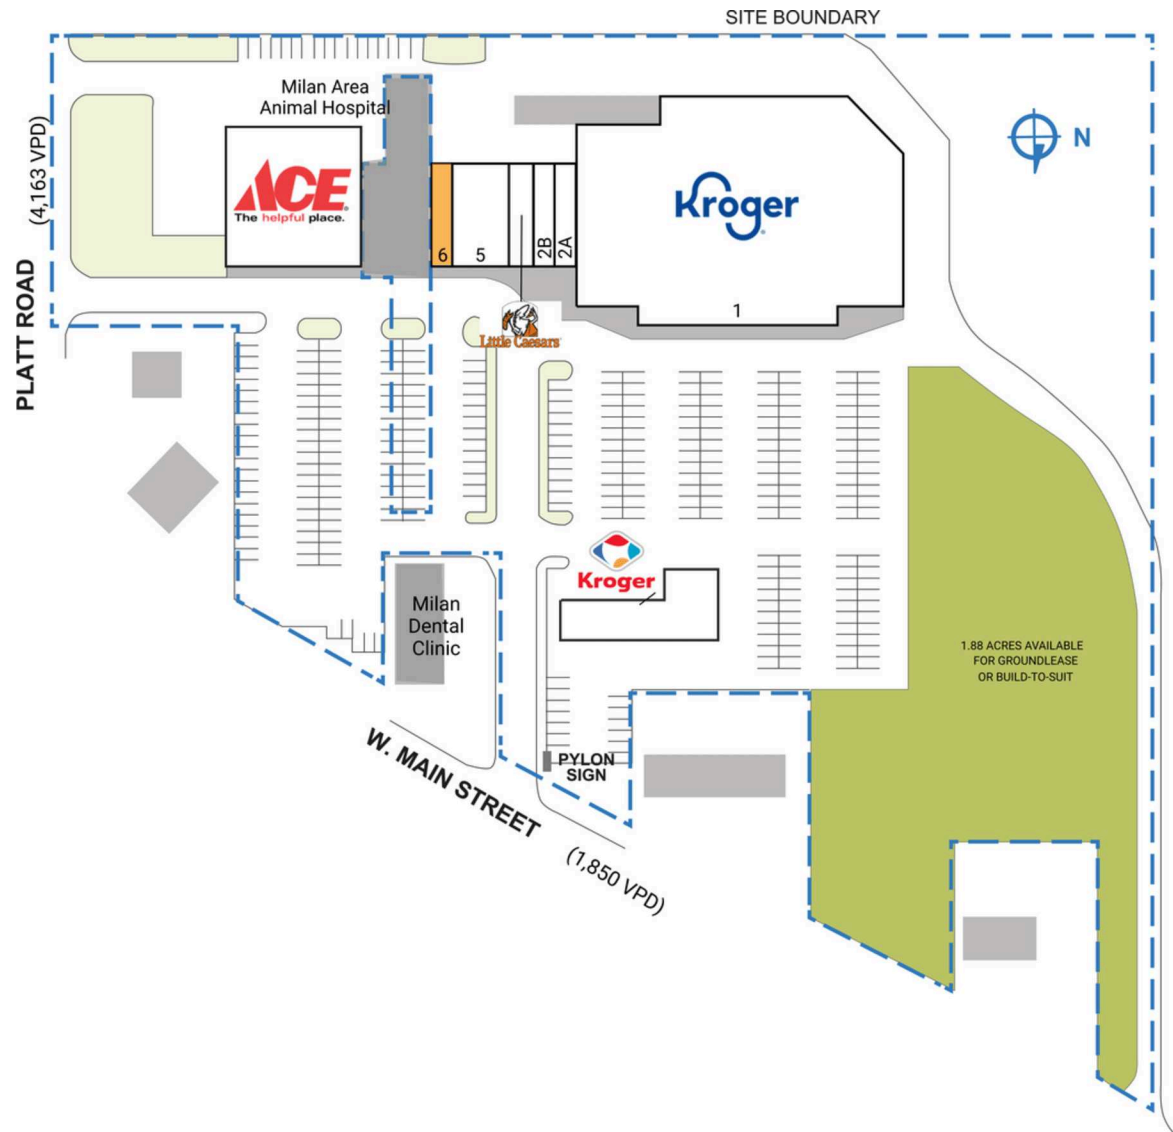 SITE BOUNDARY
Milan Area
Animal Hospital
N
(4,163 VPD)
PLATT ROAD
ACE
The helpful place.
Kroger
6
5
2B
2A
1
Little Caesars
Kroger
Milan
Dental
Clinic
1.88 ACRES AVAILABLE
FOR GROUNDLEASE
OR BUILD-TO-SUIT
PYLON
SIGN
W. MAIN STREET
(1,850 VPD)